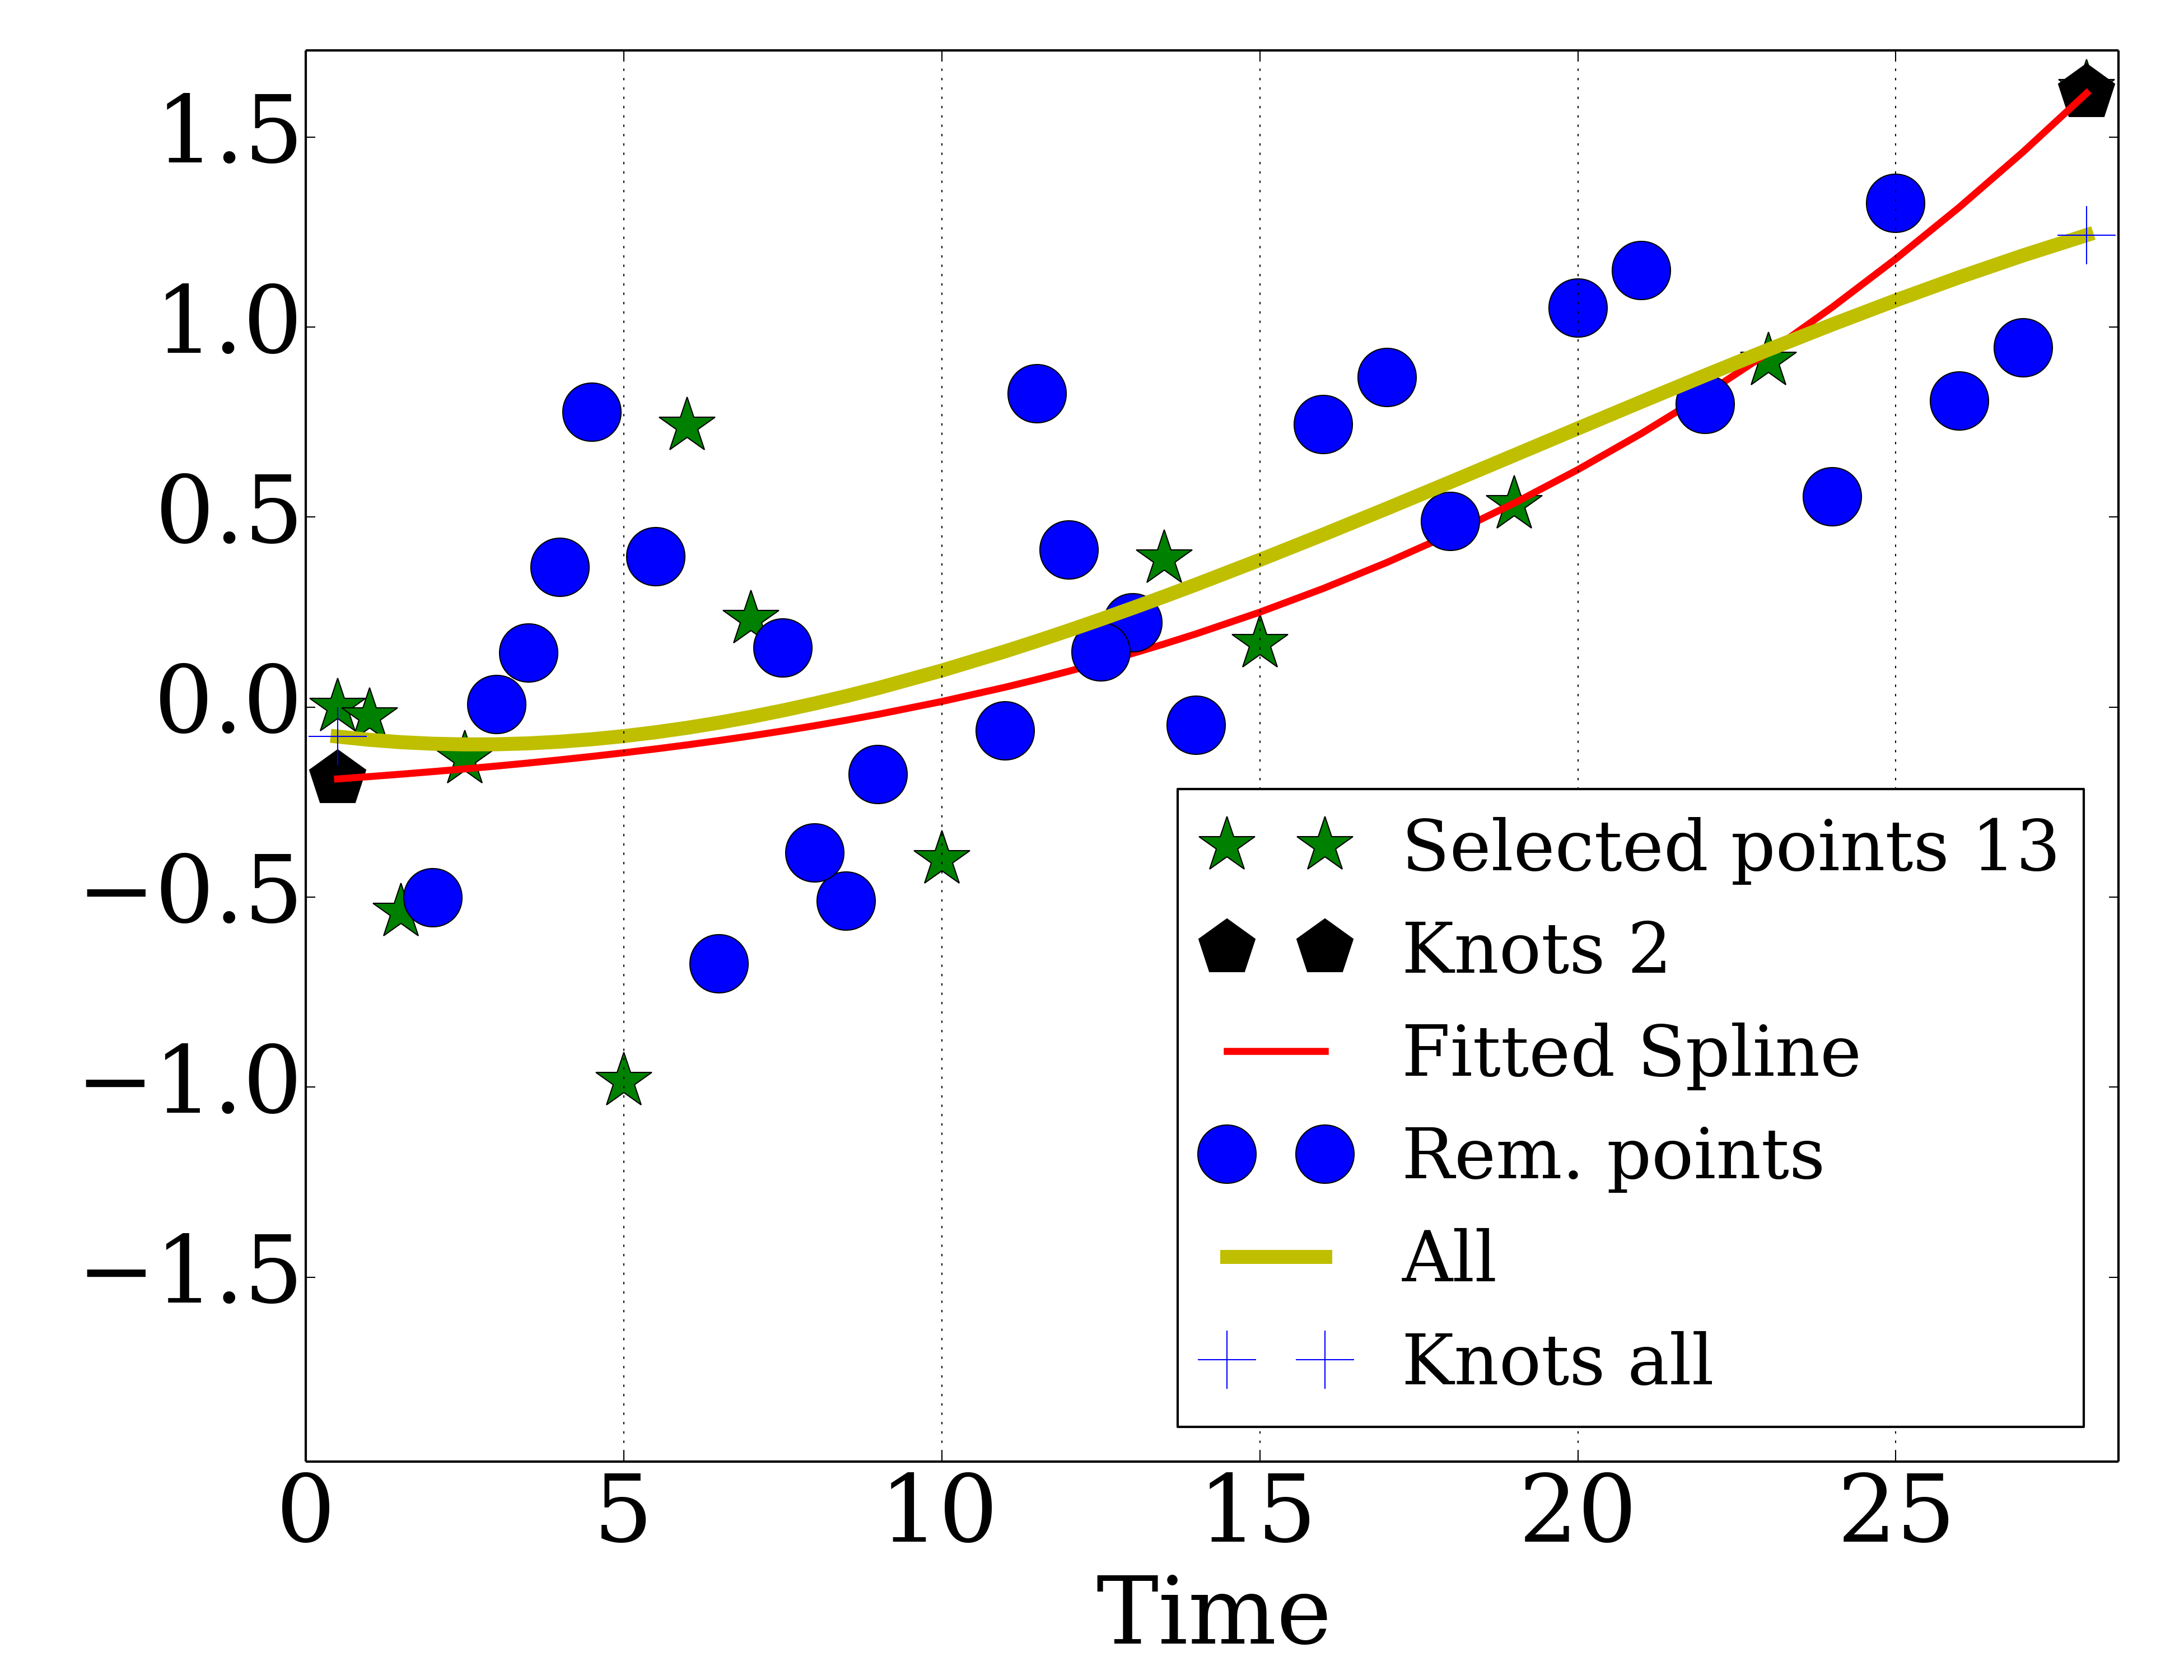 1.5
1.0
0.5
0.0
−0.5
−1.0
−1.5
0 5 10 15 20 25
Time
Selected points 13
Knots 2
Fitted Spline
Rem. points
All
Knots all